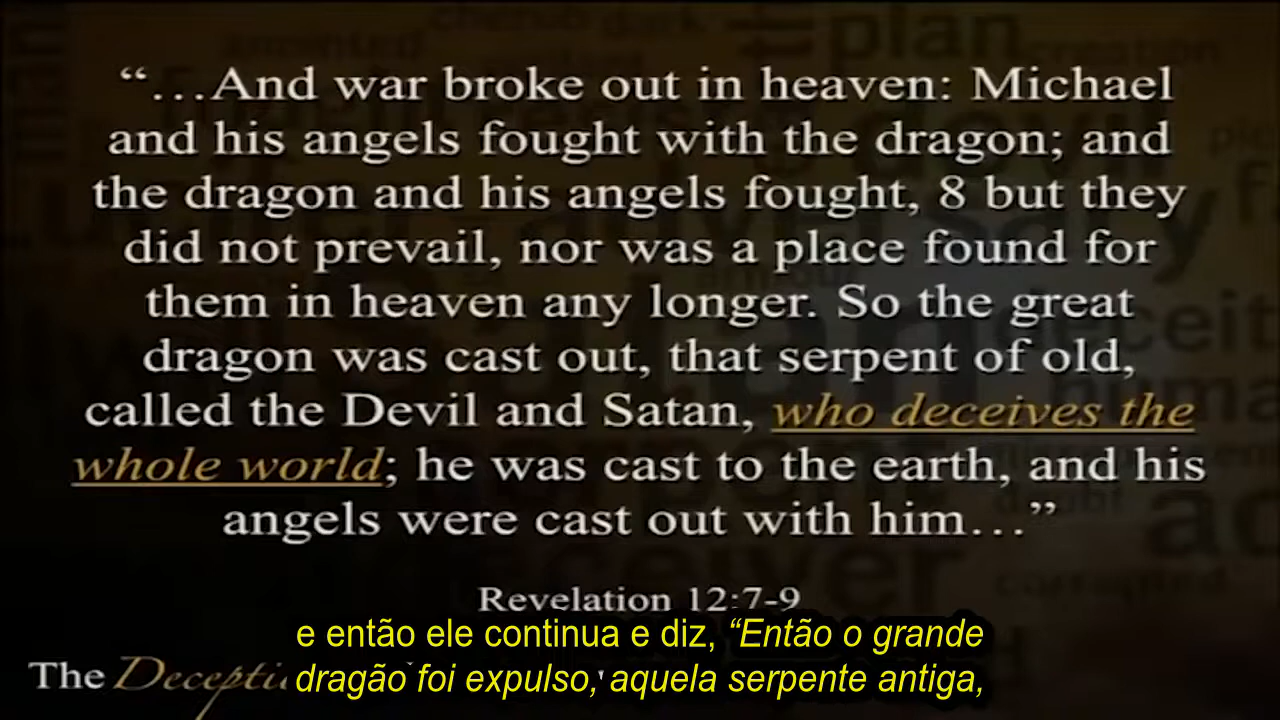 “…And war broke out in heaven: Michael
and his angels fought with the dragon; and
the dragon and his angels fought, 8 but they
did not prevail, nor was a place found for
them in heaven any longer. So the great
dragon was cast out, that serpent of old,
called the Devil and Satan, who deceives the
whole world; he was cast to the earth, and his
angels were cast out with him…”
Revelation 12:7-9
e então ele continua e diz, “Então o grande
dragão foi expulso, aquela serpente antiga,
The